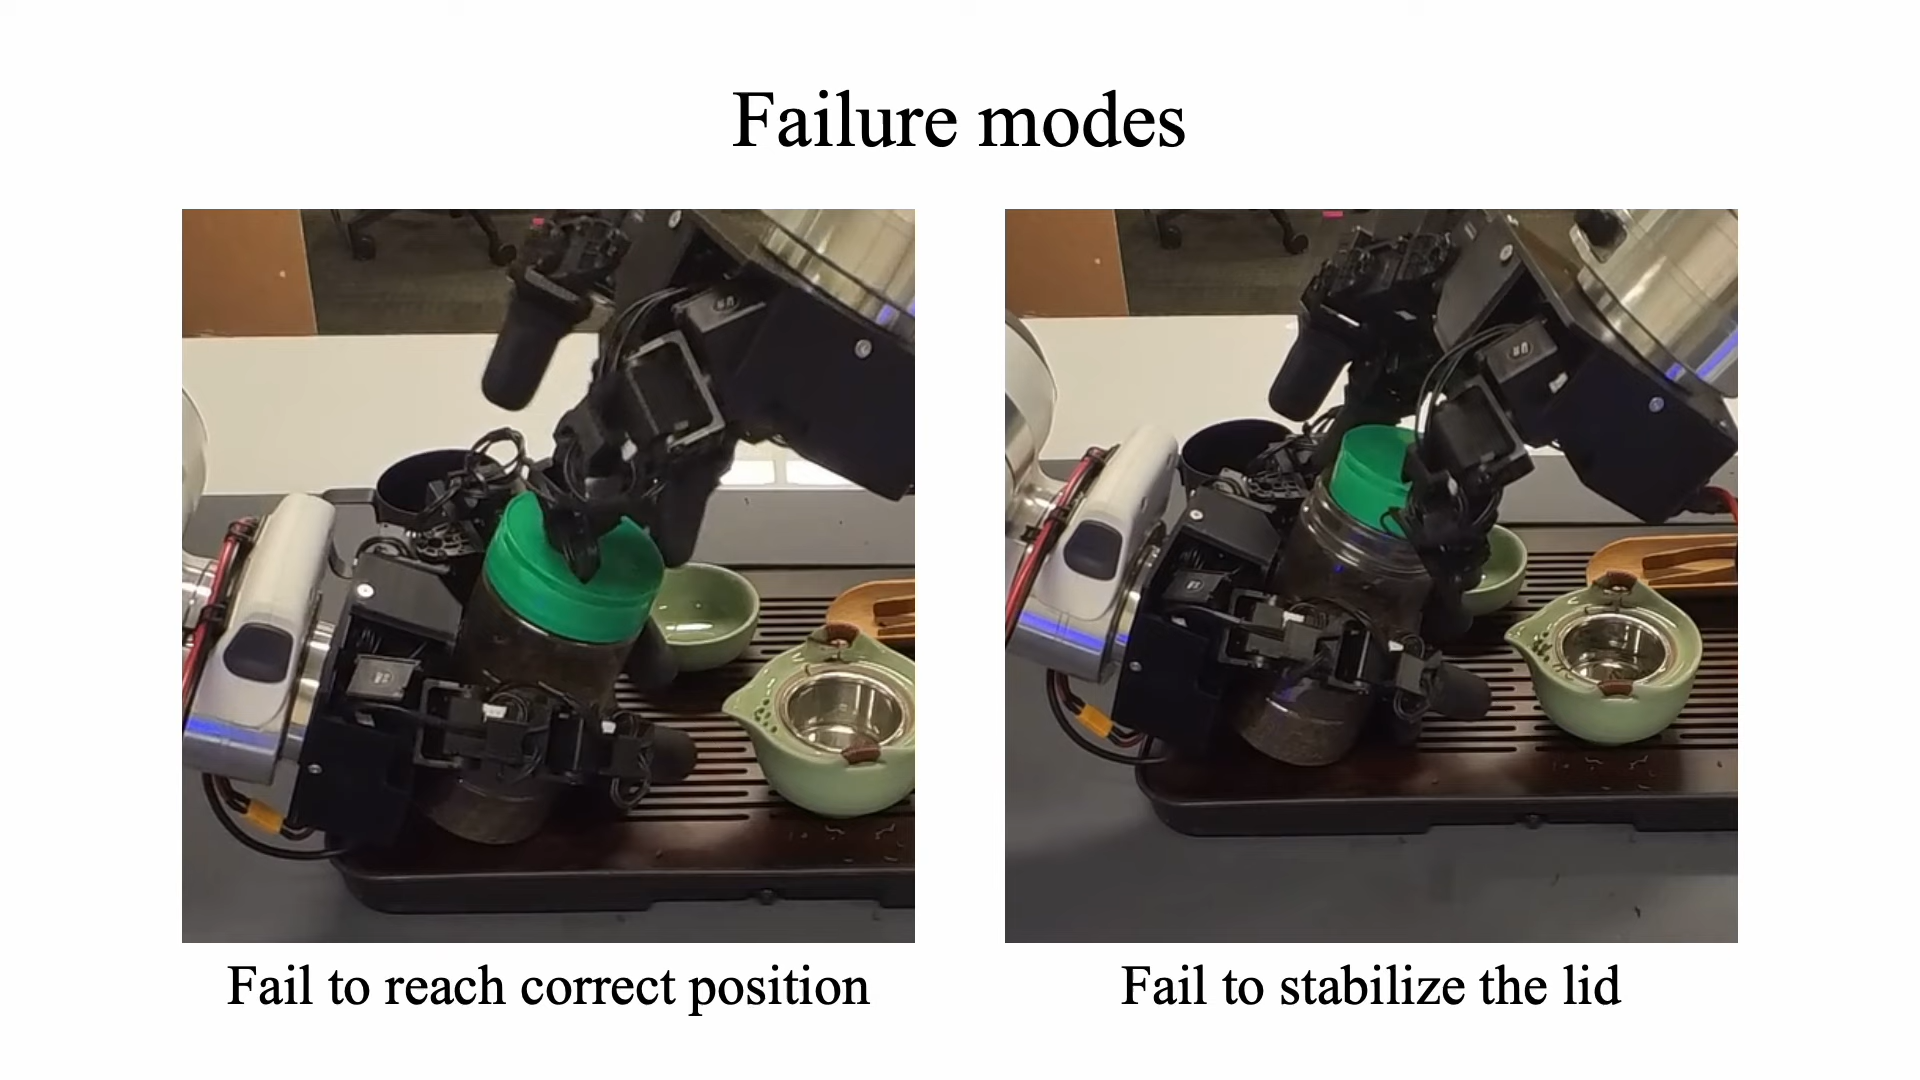 Failure modes
Fail to reach correct position
Fail to stabilize the lid